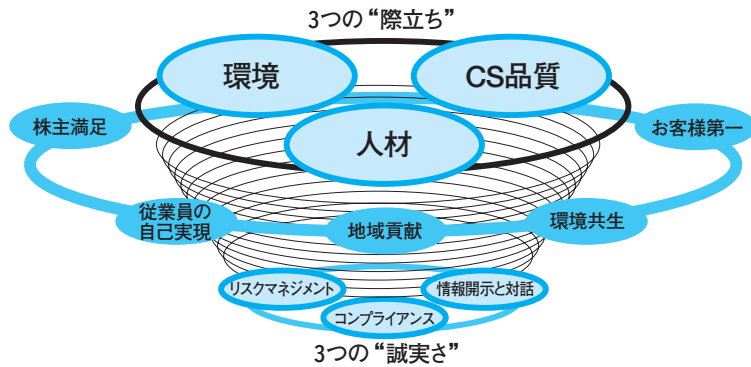 3つの“際立ち”
環境
CS品質
人材
株主満足
お客様第一
従業員の
自己実現
地域貢献
環境共生
リスクマネジメント
情報開示と対話
コンプライアンス
3つの“誠実さ”